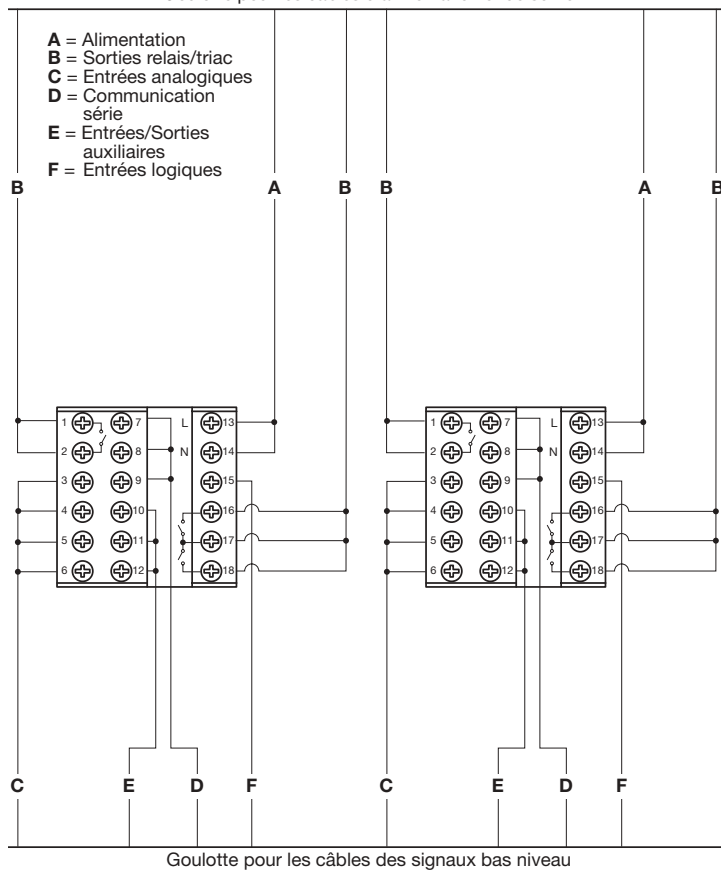 A = Alimentation
B = Sorties relais/triac
C = Entrées analogiques
D = Communication
série
E = Entrées/Sorties
auxiliaires
F = Entrées logiques
B A B B A B
1 7 L 13 1 7 L 13
2 8 N 14 2 8 N 14
3 9 15 3 9 15
4 10 16 4 10 16
5 11 17 5 11 17
6 12 18 6 12 18
C E D F C E D F
Goulotte pour les câbles des signaux bas niveau